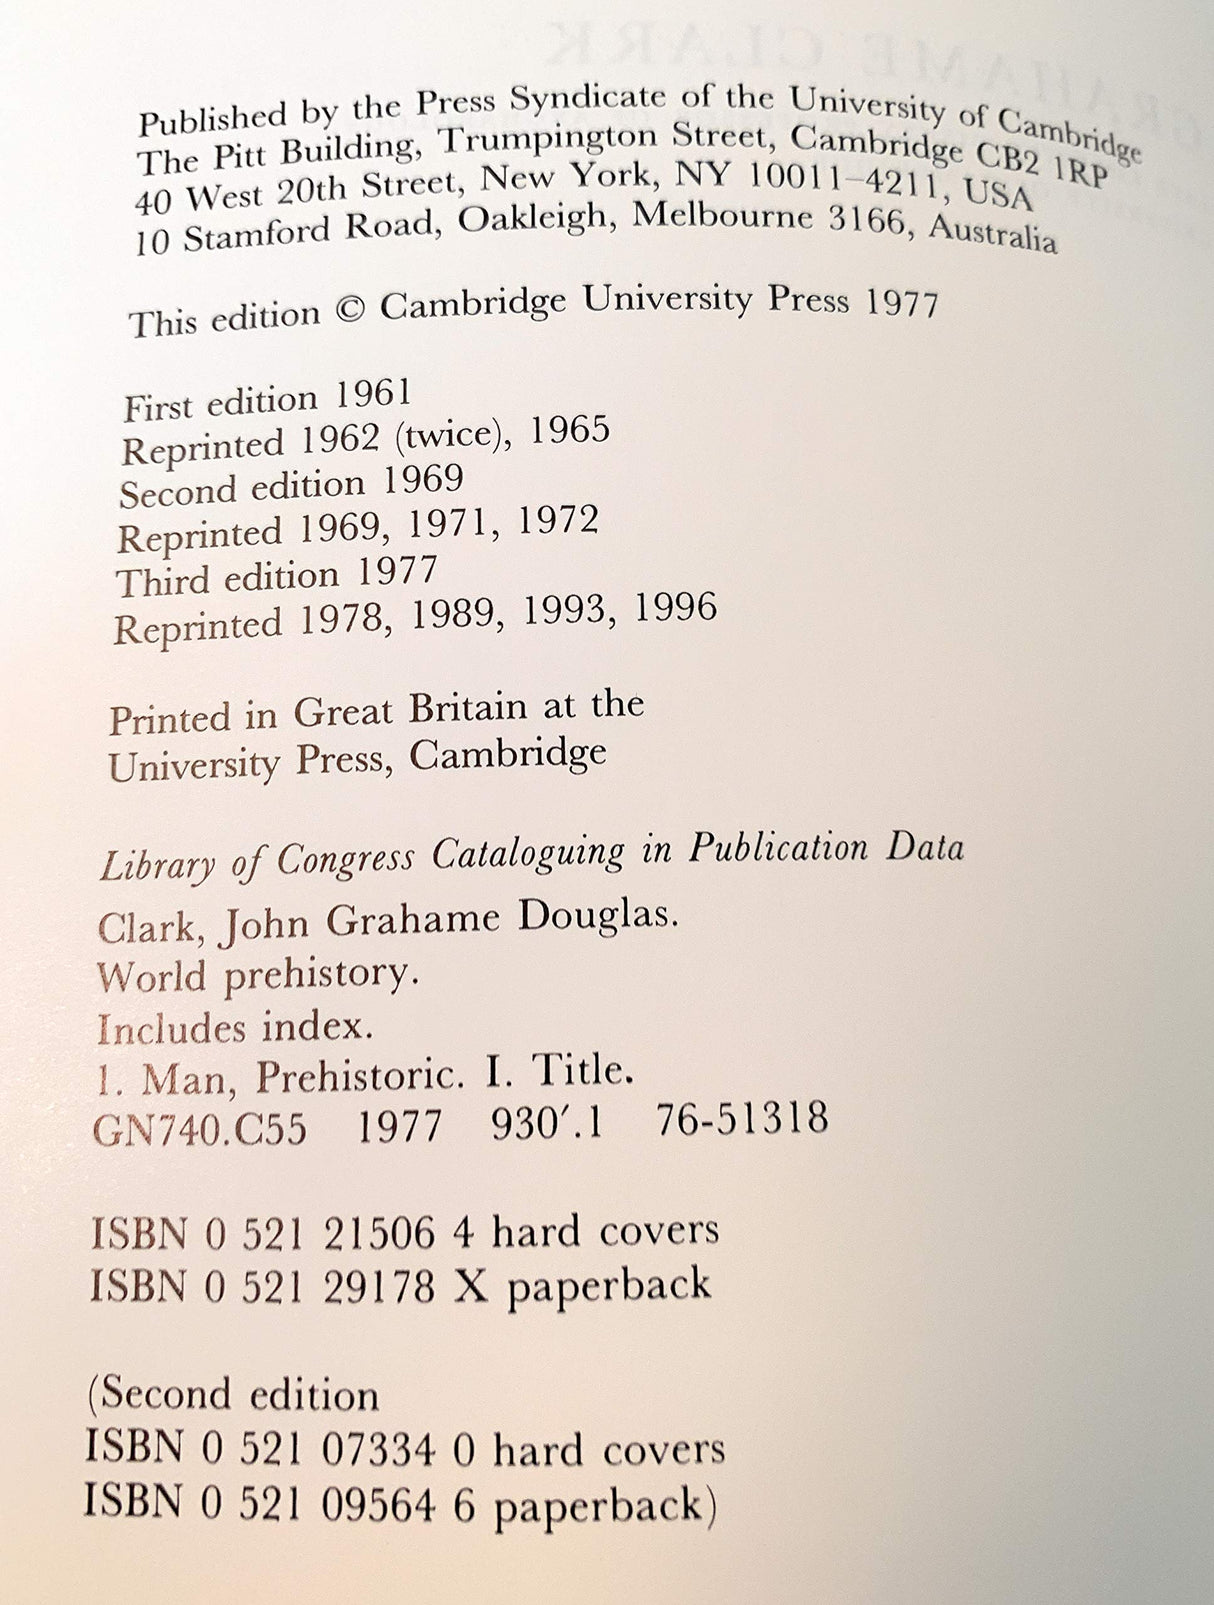 Published by the Press Syndicate of the University of Cambridge
The Pitt Building, Trumpington Street, Cambridge CB2 1RP
40 West 20th Street, New York, NY 10011–4211, USA
10 Stamford Road, Oakleigh, Melbourne 3166, Australia
This edition © Cambridge University Press 1977
First edition 1961
Reprinted 1962 (twice), 1965
Second edition 1969
Reprinted 1969, 1971, 1972
Third edition 1977
Reprinted 1978, 1989, 1993, 1996
Printed in Great Britain at the
University Press, Cambridge
Library of Congress Cataloguing in Publication Data
Clark, John Grahame Douglas.
World prehistory.
Includes index.
1. Man, Prehistoric. I. Title.
GN740.C55 1977 930′.1 76-51318
ISBN 0 521 21506 4 hard covers
ISBN 0 521 29178 X paperback
(Second edition
ISBN 0 521 07334 0 hard covers
ISBN 0 521 09564 6 paperback)